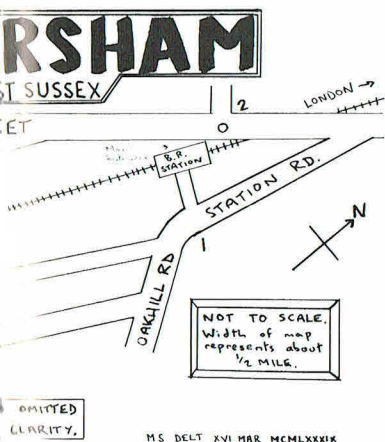 RSHAM
ST SUSSEX
2
LONDON →
EET
B.R.
STATION
STATION RD.
N
1
OAKHILL RD
NOT TO SCALE.
Width of map
represents about
1/2 MILE.
OMITTED
CLARITY.
MS DELT XVI MAR MCMLXXXIX